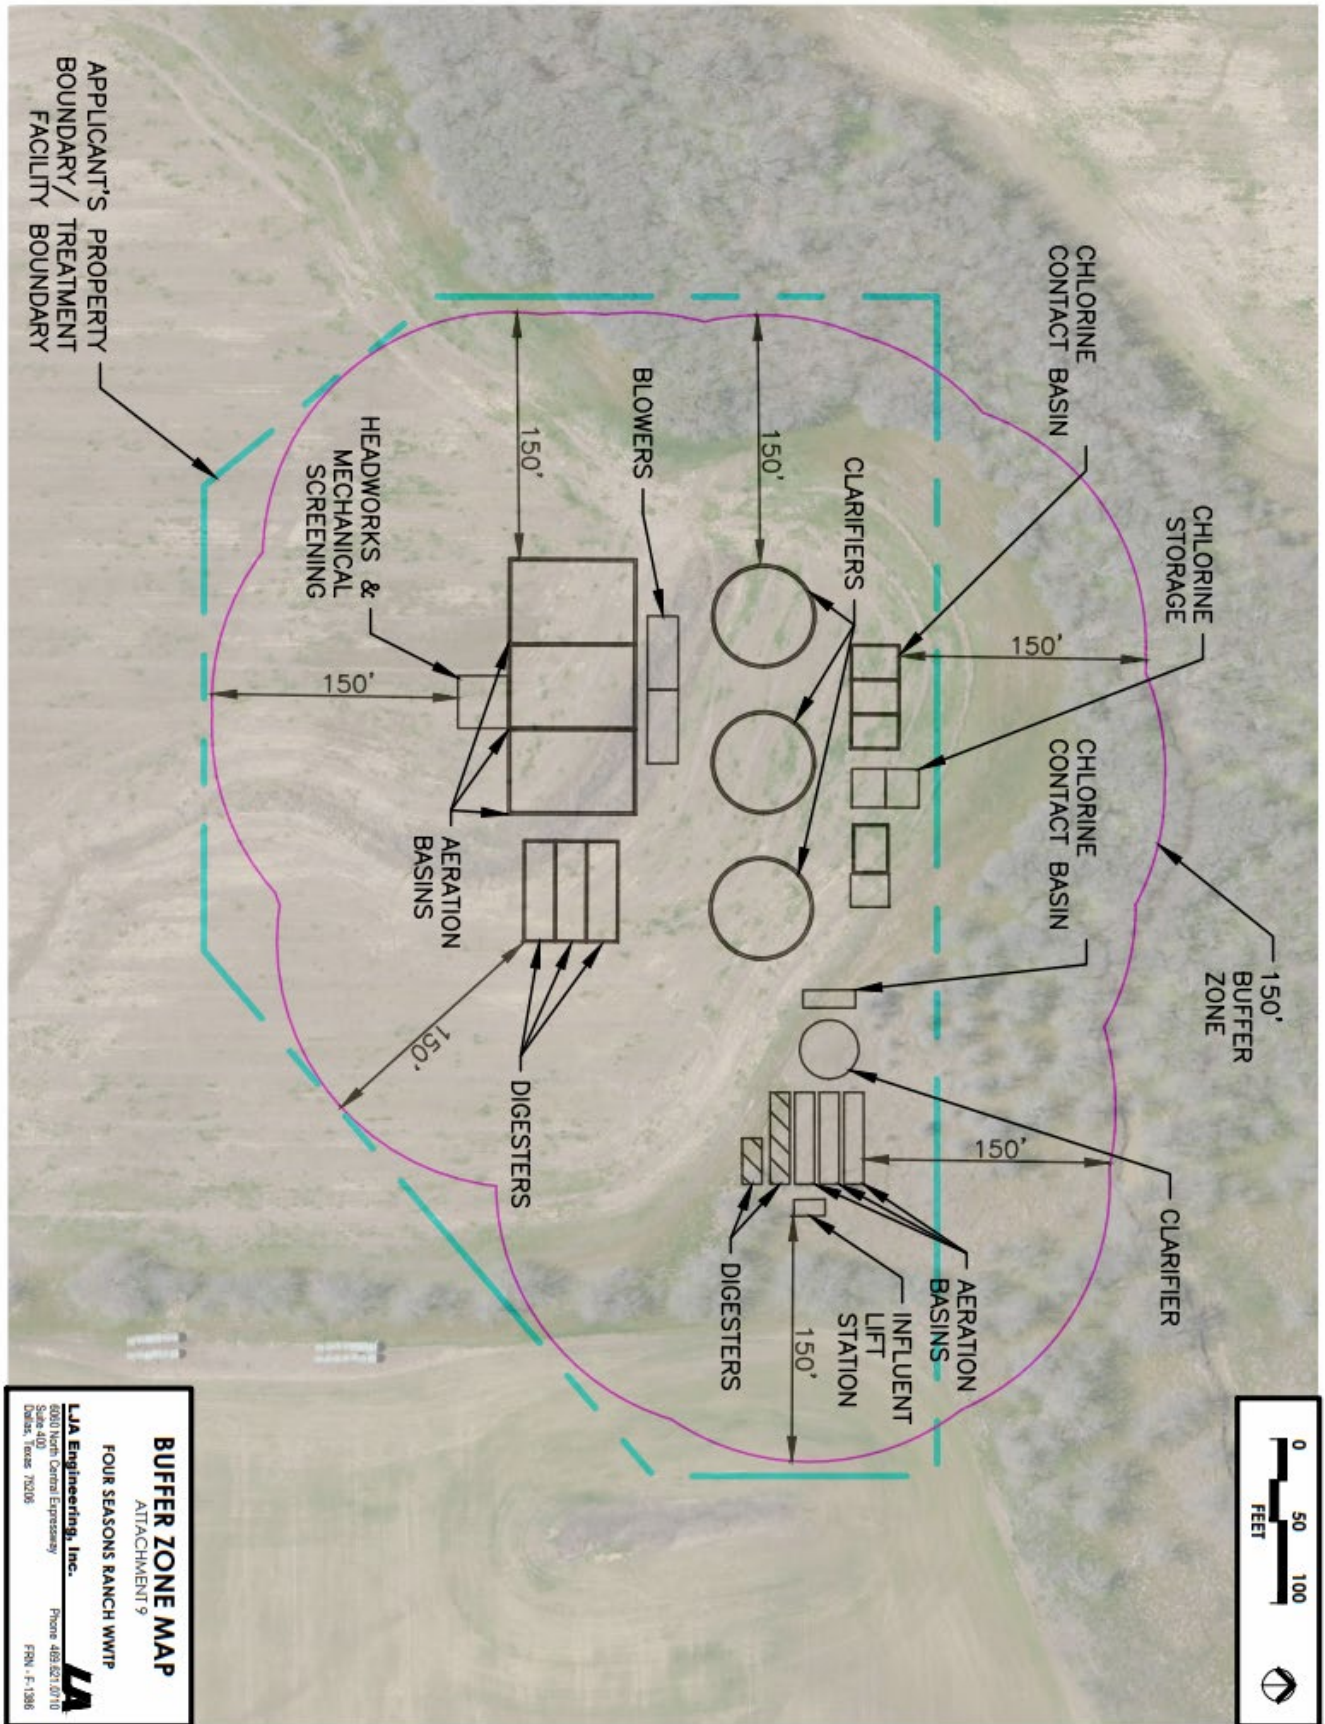 0 50 100
FEET
CHLORINE
STORAGE
150'
BUFFER
ZONE
CHLORINE
CONTACT BASIN
CHLORINE
CONTACT BASIN
CLARIFIER
150'
150'
CLARIFIERS
150'
BLOWERS
150'
AERATION
BASINS
INFLUENT
LIFT
STATION
150'
DIGESTERS
HEADWORKS &
MECHANICAL
SCREENING
150'
AERATION
BASINS
150'
DIGESTERS
APPLICANT'S PROPERTY
BOUNDARY/ TREATMENT
FACILITY BOUNDARY
BUFFER ZONE MAP
ATTACHMENT 9
FOUR SEASONS RANCH WWTP
LJA Engineering, Inc.
6060 North Central Expressway Phone 469.621.0710
Suite 400
Dallas, Texas 75206 FRN - F-1386